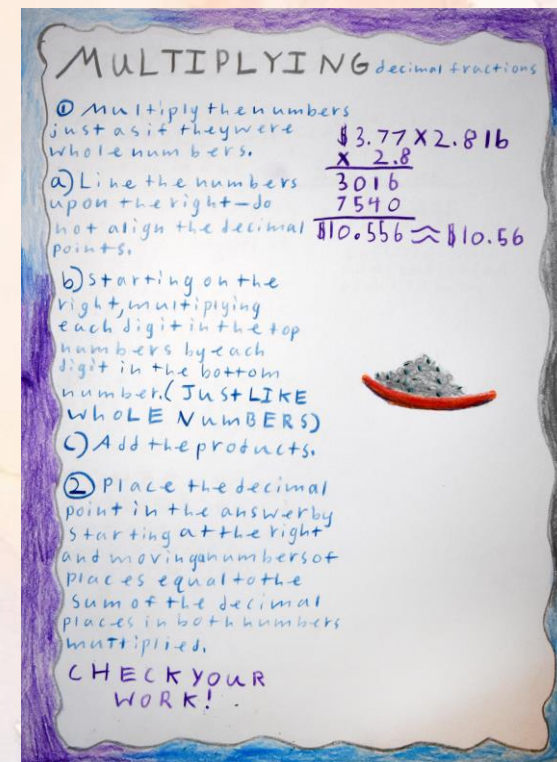 MULTIPLYING decimal fractions
① Multiply the numbers
just as if they were
whole numbers.
a) Line the numbers
up on the right — do
not align the decimal
points.
b) Starting on the
right, multiplying
each digit in the top
numbers by each
digit in the bottom
number. (JUST LIKE
WHOLE NUMBERS)
c) Add the products.
② Place the decimal
point in the answer by
starting at the right
and moving a numbers of
places equal to the
sum of the decimal
places in both numbers
multiplied.
CHECK YOUR
WORK!
$3.77 X 2.8 lb
X 2.8
3016
7540
$10.556 ≈ $10.56